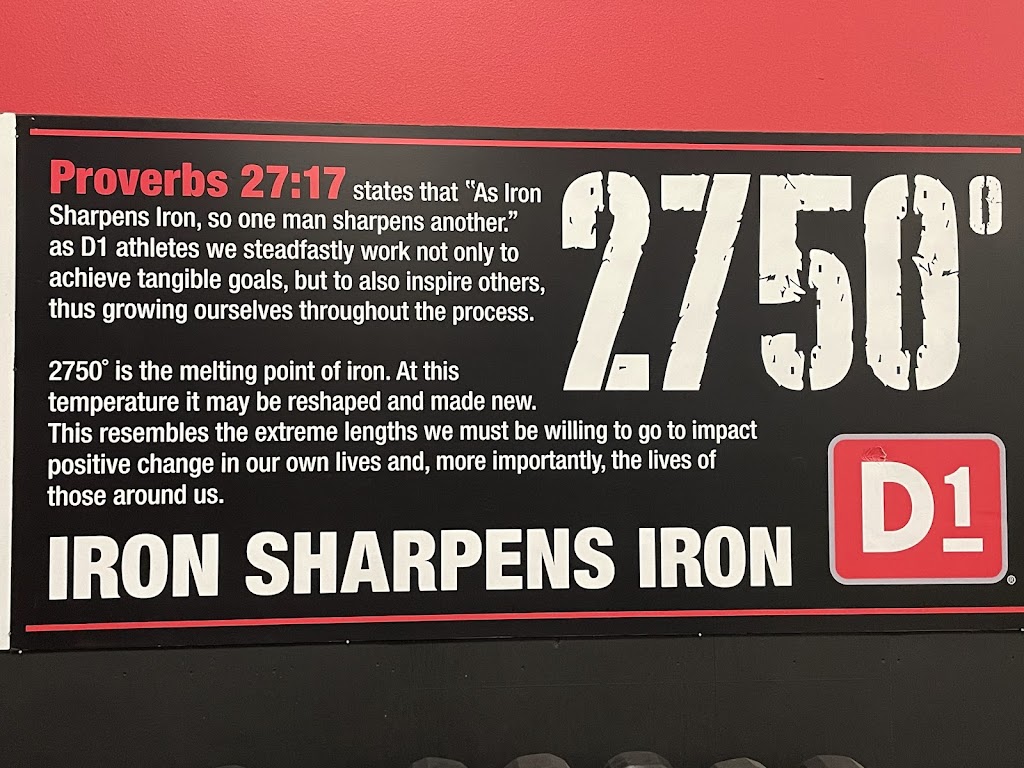 Proverbs 27:17 states that "As Iron
Sharpens Iron, so one man sharpens another."
as D1 athletes we steadfastly work not only to
achieve tangible goals, but to also inspire others,
thus growing ourselves throughout the process.
2750°
2750° is the melting point of iron. At this
temperature it may be reshaped and made new.
This resembles the extreme lengths we must be willing to go to impact
positive change in our own lives and, more importantly, the lives of
those around us.
IRON SHARPENS IRON
D1®